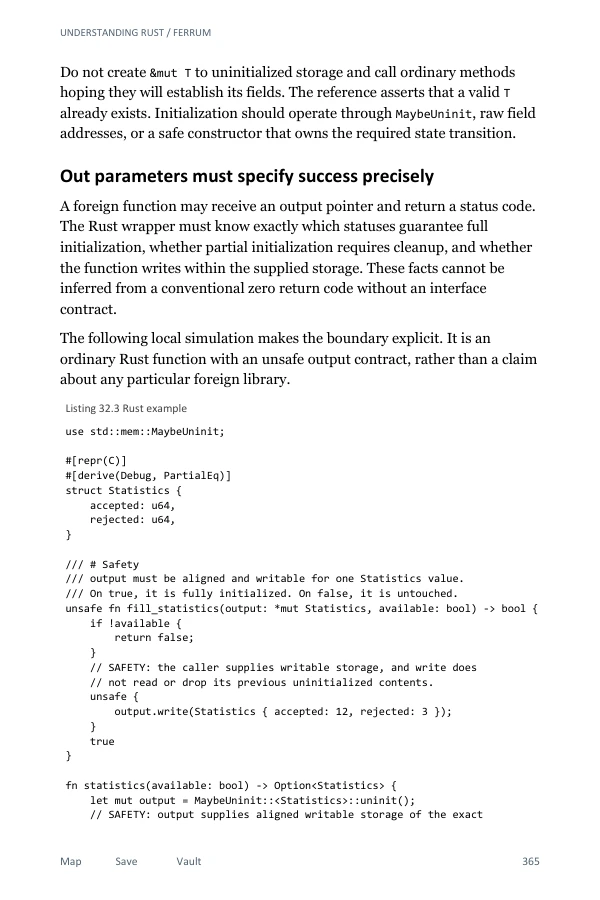 UNDERSTANDING RUST / FERRUM
Do not create &mut T to uninitialized storage and call ordinary methods
hoping they will establish its fields. The reference asserts that a valid T
already exists. Initialization should operate through MaybeUninit, raw field
addresses, or a safe constructor that owns the required state transition.
Out parameters must specify success precisely
A foreign function may receive an output pointer and return a status code.
The Rust wrapper must know exactly which statuses guarantee full
initialization, whether partial initialization requires cleanup, and whether
the function writes within the supplied storage. These facts cannot be
inferred from a conventional zero return code without an interface
contract.
The following local simulation makes the boundary explicit. It is an
ordinary Rust function with an unsafe output contract, rather than a claim
about any particular foreign library.
Listing 32.3 Rust example
use std::mem::MaybeUninit;
#[repr(C)]
#[derive(Debug, PartialEq)]
struct Statistics {
    accepted: u64,
    rejected: u64,
}
/// # Safety
/// output must be aligned and writable for one Statistics value.
/// On true, it is fully initialized. On false, it is untouched.
unsafe fn fill_statistics(output: *mut Statistics, available: bool) -> bool {
    if !available {
        return false;
    }
    // SAFETY: the caller supplies writable storage, and write does
    // not read or drop its previous uninitialized contents.
    unsafe {
        output.write(Statistics { accepted: 12, rejected: 3 });
    }
    true
}
fn statistics(available: bool) -> Option<Statistics> {
    let mut output = MaybeUninit::<Statistics>::uninit();
    // SAFETY: output supplies aligned writable storage of the exact
Map Save Vault 365